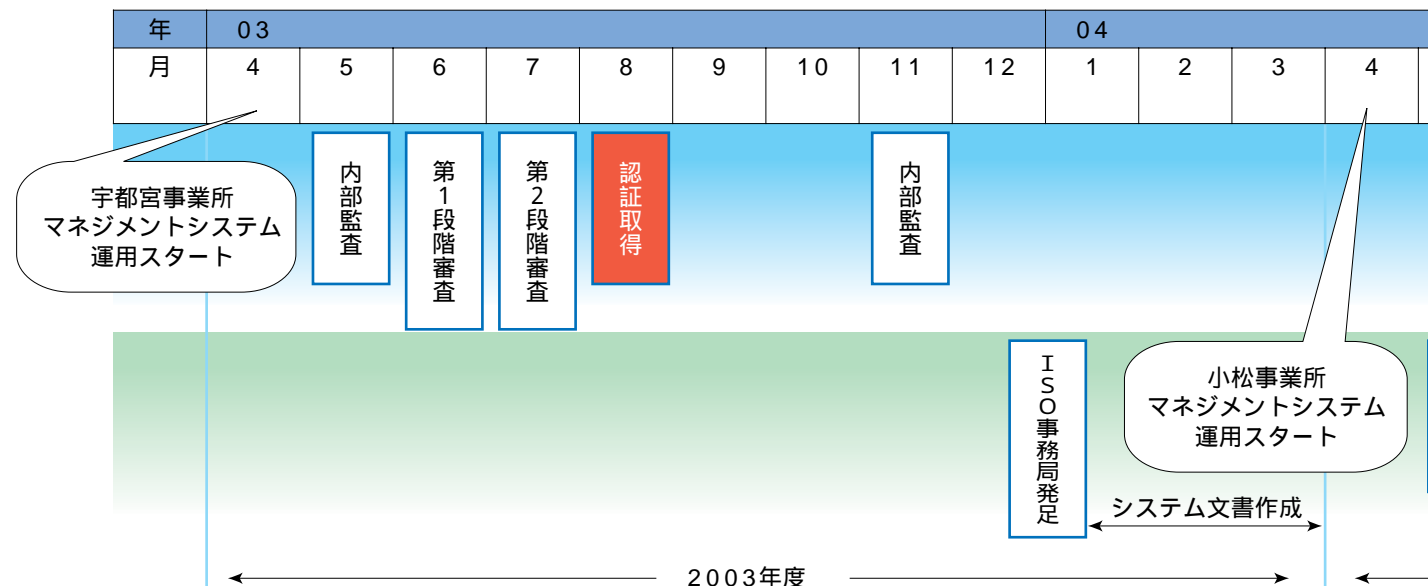 年 03 04
月 4 5 6 7 8 9 10 11 12 1 2 3 4
宇都宮事業所
マネジメントシステム
運用スタート
内部監査
第1段階審査
第2段階審査
認証取得
内部監査
ISO事務局発足
小松事業所
マネジメントシステム
運用スタート
システム文書作成
2003年度